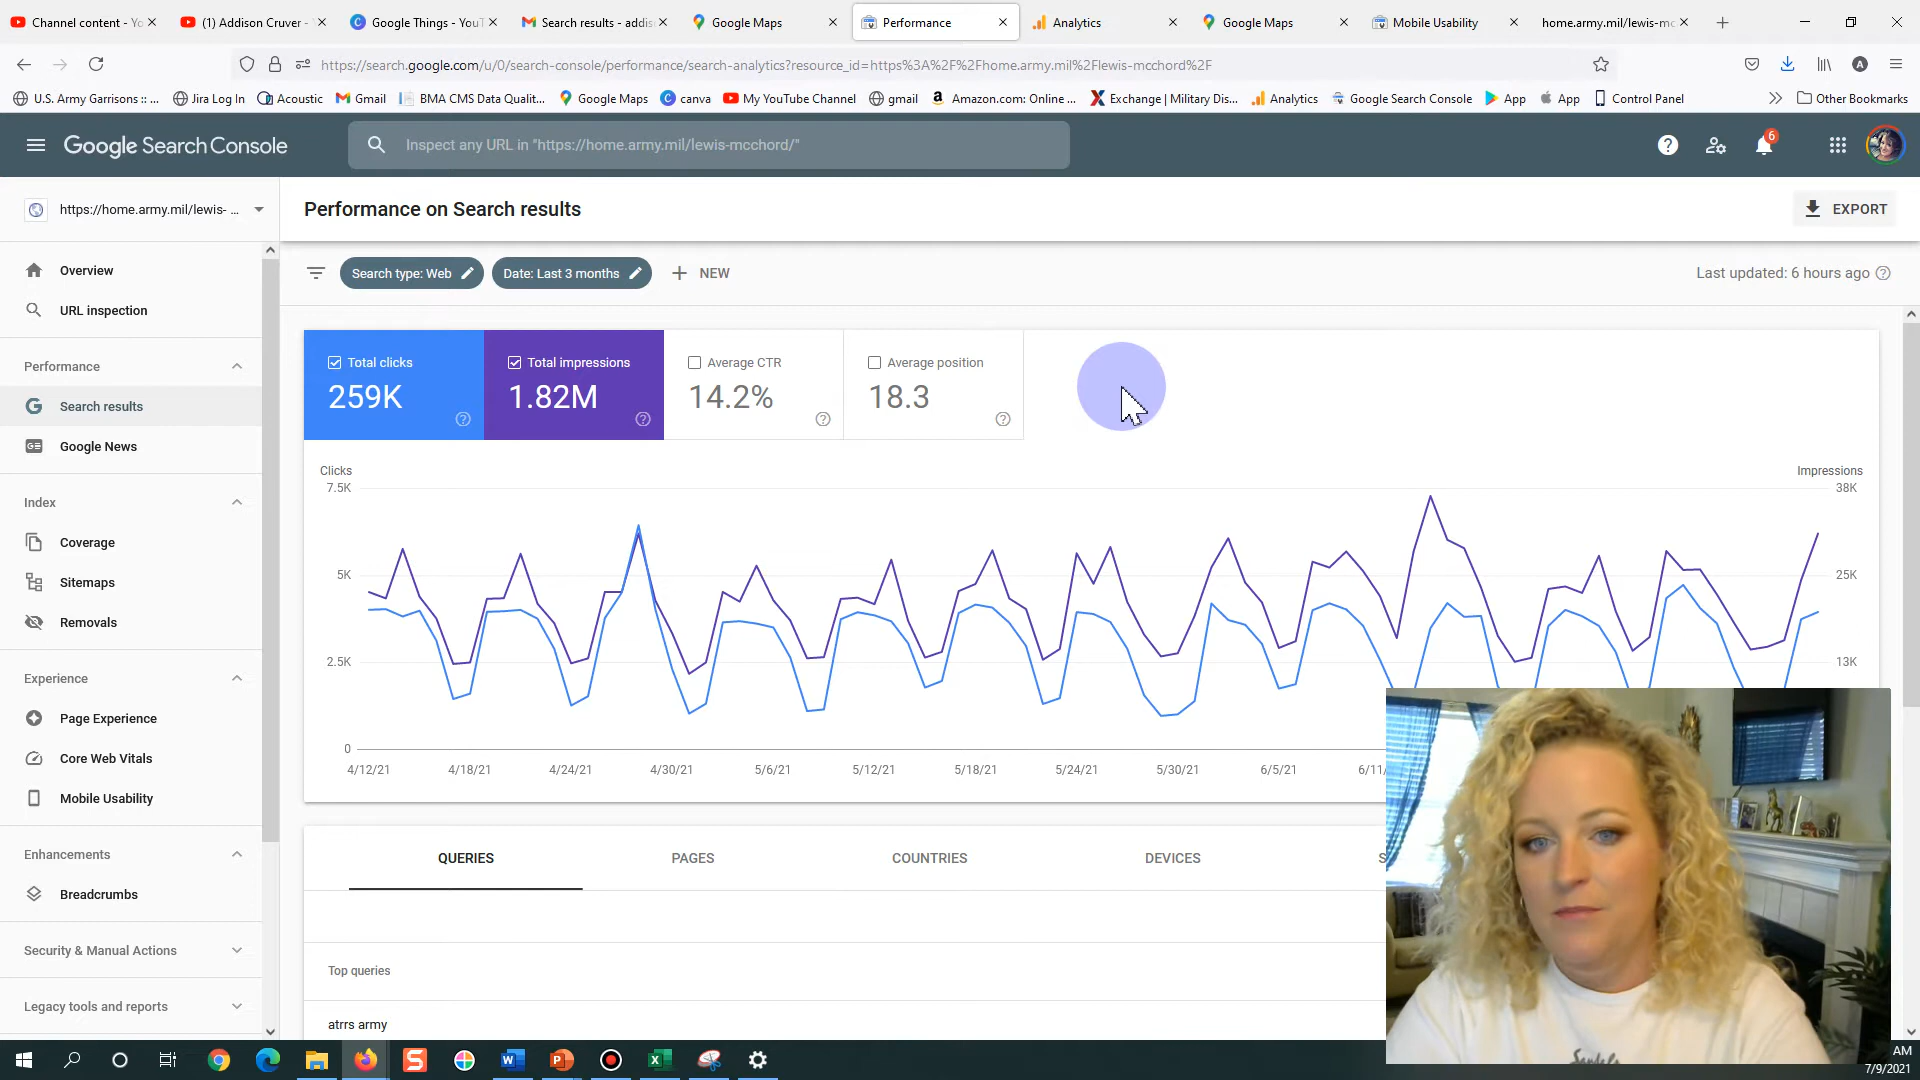 Channel content - Yo
(1) Addison Cruver -
Google Things - YouT
Search results - addis
Google Maps
Performance
Analytics
Google Maps
Mobile Usability
home.army.mil/lewis-mc
https://search.google.com/u/0/search-console/performance/search-analytics?resource_id=https%3A%2F%2Fhome.army.mil%2Flewis-mcchord%2F
U.S. Army Garrisons :: ...
Jira Log In
Acoustic
Gmail
BMA CMS Data Qualit...
Google Maps
canva
My YouTube Channel
gmail
Amazon.com: Online ...
Exchange | Military Dis...
Analytics
Google Search Console
App
App
Control Panel
Other Bookmarks
Google Search Console
Inspect any URL in "https://home.army.mil/lewis-mcchord/"
6
https://home.army.mil/lewis- ...
Performance on Search results
EXPORT
Overview
URL inspection
Performance
Search results
Google News
Index
Coverage
Sitemaps
Removals
Experience
Page Experience
Core Web Vitals
Mobile Usability
Enhancements
Breadcrumbs
Security & Manual Actions
Legacy tools and reports
Search type: Web
Date: Last 3 months
NEW
Last updated: 6 hours ago
Total clicks
259K
Total impressions
1.82M
Average CTR
14.2%
Average position
18.3
Clicks
Impressions
7.5K
38K
5K
25K
2.5K
13K
0
4/12/21
4/18/21
4/24/21
4/30/21
5/6/21
5/12/21
5/18/21
5/24/21
5/30/21
6/5/21
6/11/
QUERIES
PAGES
COUNTRIES
DEVICES
S
Top queries
atrrs army
AM
7/9/2021